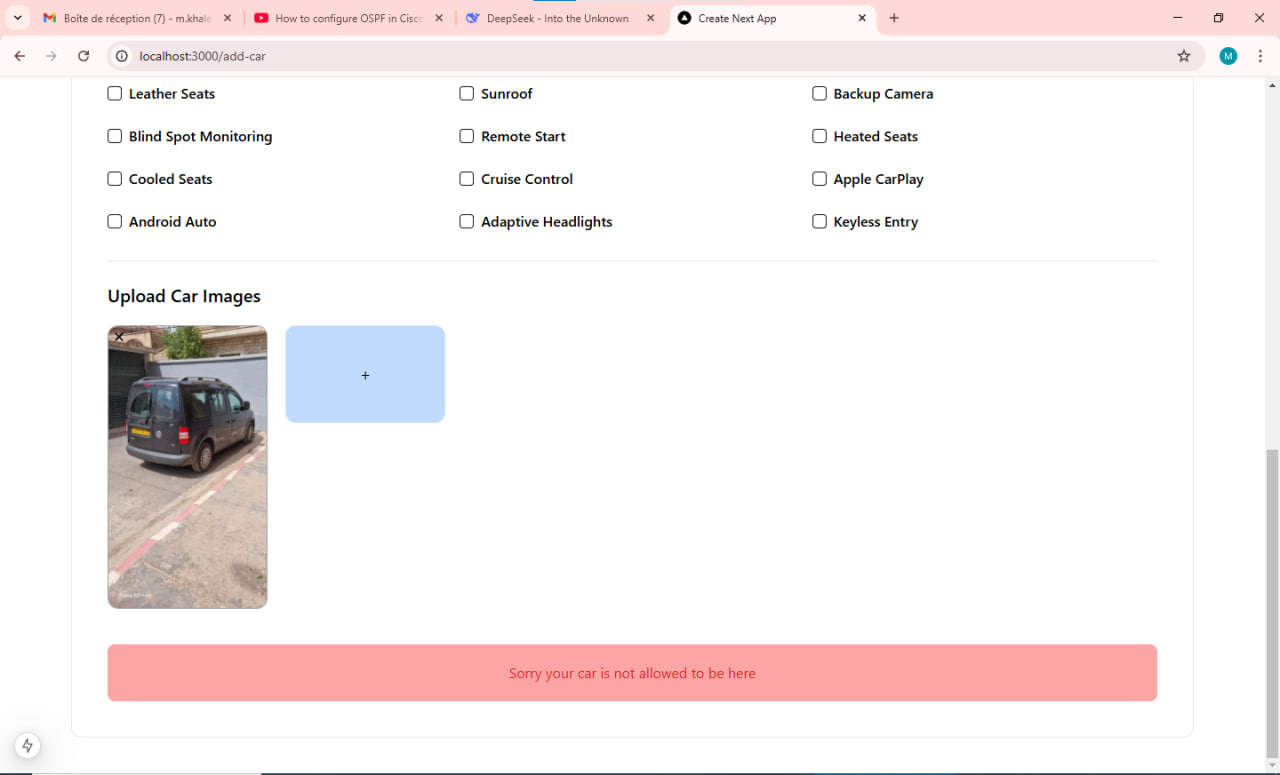 Boîte de réception (7) - m.khale
How to configure OSPF in Cisco
DeepSeek - Into the Unknown
Create Next App
localhost:3000/add-car
M
Leather Seats
Sunroof
Backup Camera
Blind Spot Monitoring
Remote Start
Heated Seats
Cooled Seats
Cruise Control
Apple CarPlay
Android Auto
Adaptive Headlights
Keyless Entry
Upload Car Images
+
Sorry your car is not allowed to be here